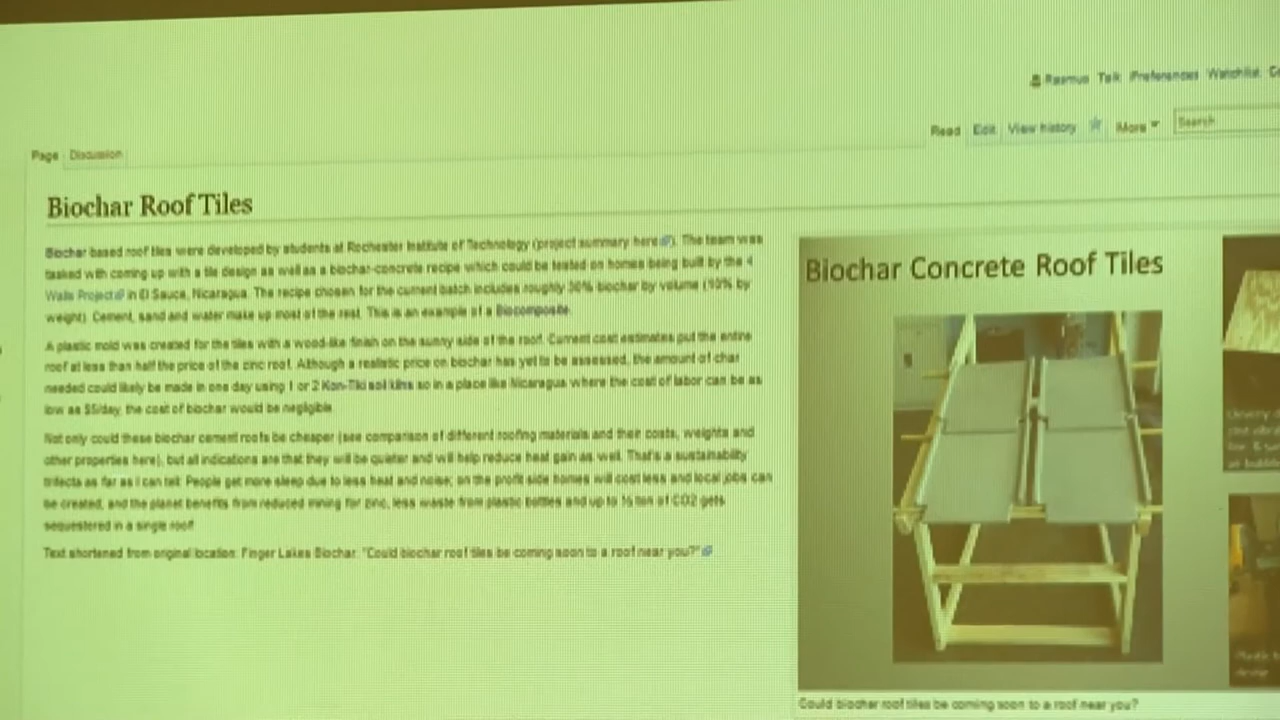 Rasmus Talk Preferences Watchlist
Read Edit View history More Search
Page Discussion
Biochar Roof Tiles
Biochar based roof tiles were developed by students at Rochester Institute of Technology (project summary here). The team was
tasked with coming up with a tile design as well as a biochar-concrete recipe which could be tested on homes being built by the 4
Walls Project in El Sauce, Nicaragua. The recipe chosen for the current batch includes roughly 30% biochar by volume (10% by
weight). Cement, sand and water make up most of the rest. This is an example of a Biocomposite.
A plastic mold was created for the tiles with a wood-like finish on the sunny side of the roof. Current cost estimates put the entire
roof at less than half the price of the zinc roof. Although a realistic price on biochar has yet to be assessed, the amount of char
needed could likely be made in one day using 1 or 2 Kon-Tiki soil kilns so in a place like Nicaragua where the cost of labor can be as
low as $5/day, the cost of biochar would be negligible.
Not only could these biochar cement roofs be cheaper (see comparison of different roofing materials and their costs, weights and
other properties here), but all indications are that they will be quieter and will help reduce heat gain as well. That's a sustainability
trifecta as far as I can tell: People get more sleep due to less heat and noise; on the profit side homes will cost less and local jobs can
be created, and the planet benefits from reduced mining for zinc, less waste from plastic bottles and up to ½ ton of CO2 gets
sequestered in a single roof!
Text shortened from original location: Finger Lakes Biochar: "Could biochar roof tiles be coming soon to a roof near you?"
Biochar Concrete Roof Tiles
Could biochar roof tiles be coming soon to a roof near you?